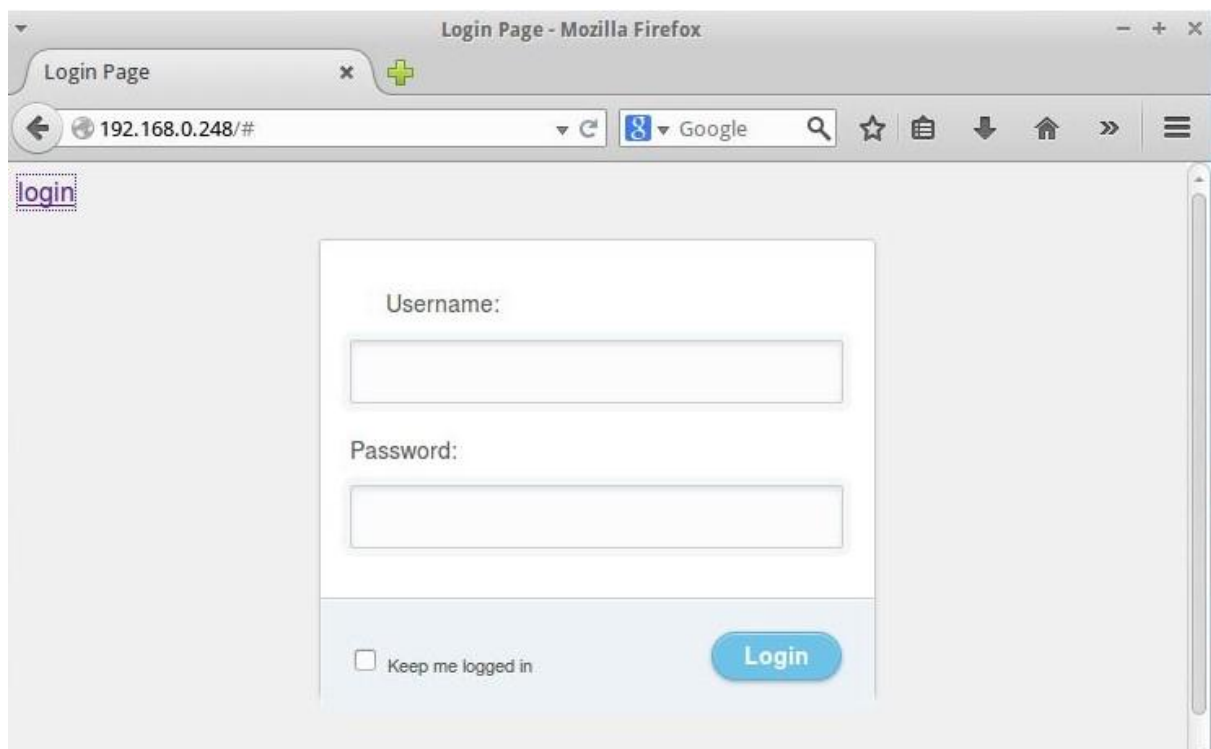 Login Page - Mozilla Firefox
Login Page
192.168.0.248/#
Google
login
Username:
Password:
Keep me logged in
Login